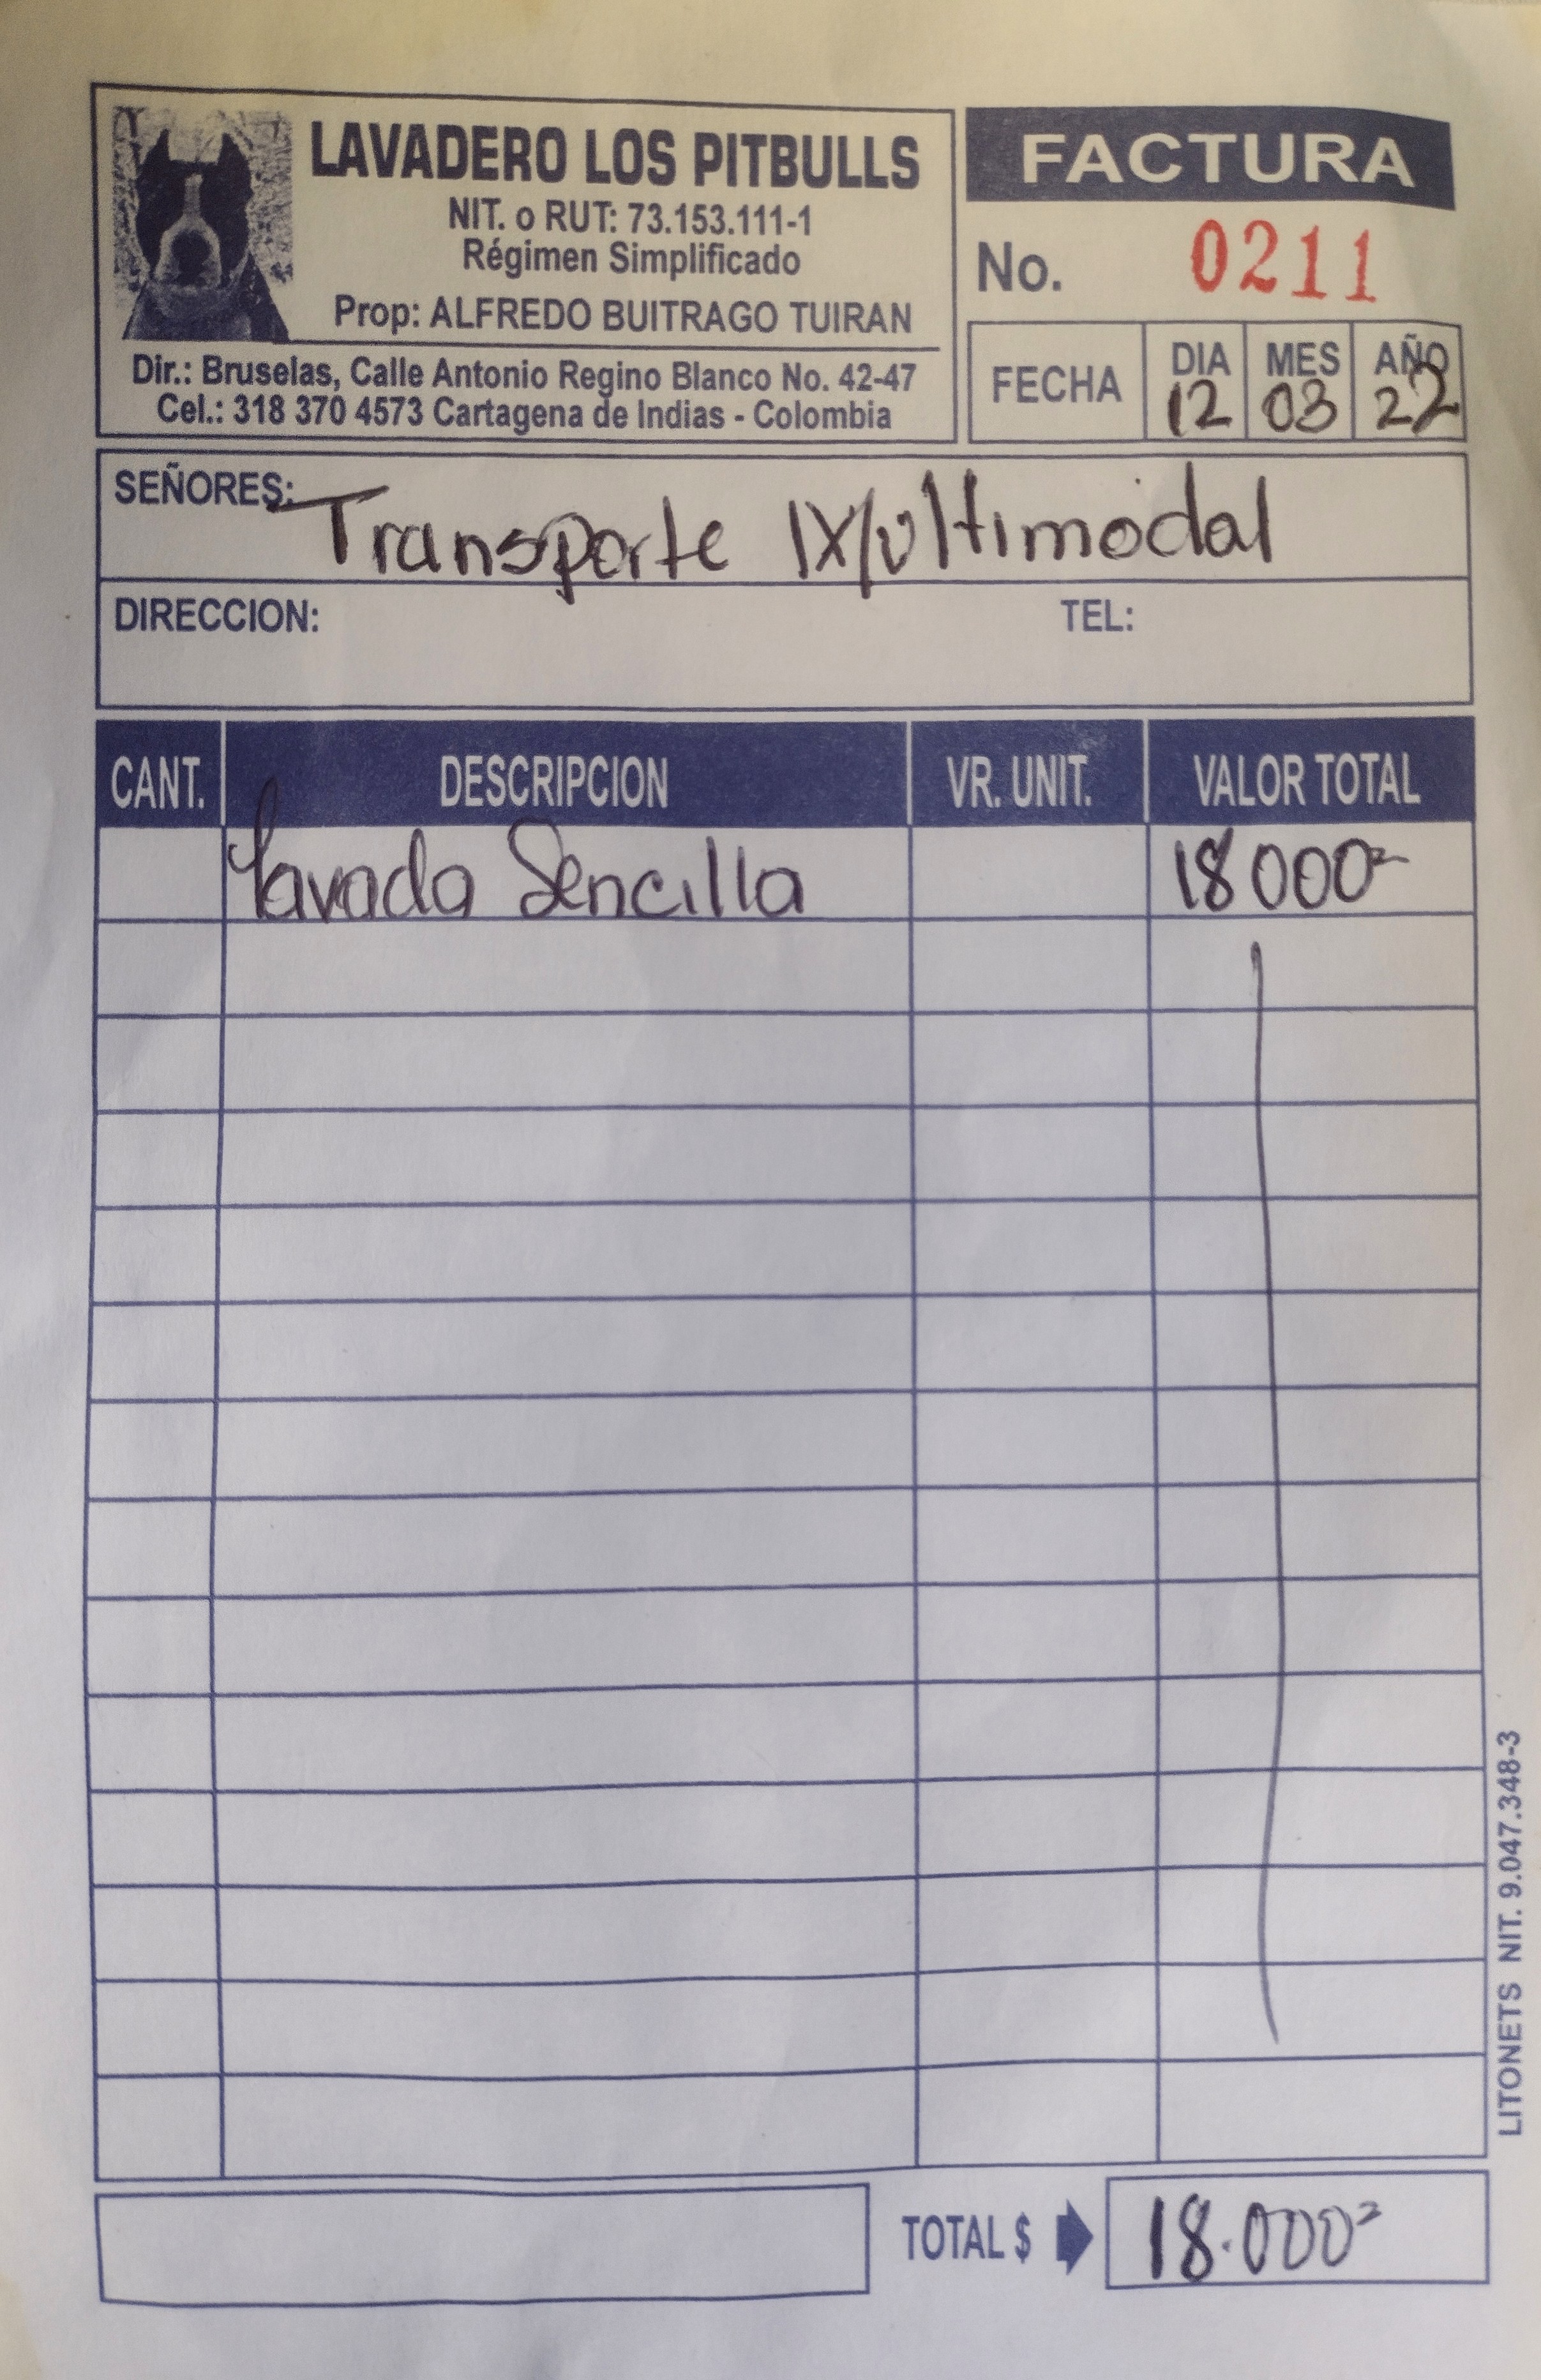 LAVADERO LOS PITBULLS
NIT. o RUT: 73.153.111-1
Régimen Simplificado
Prop: ALFREDO BUITRAGO TUIRAN
Dir.: Bruselas, Calle Antonio Regino Blanco No. 42-47
Cel.: 318 370 4573 Cartagena de Indias - Colombia
FACTURA
No. 0211
FECHA DIA MES AÑO
12 03 22
SEÑORES: Transporte Multimodal
DIRECCION: TEL:
CANT. DESCRIPCION VR. UNIT. VALOR TOTAL
lavada Sencilla 18000
TOTAL $ 18.000
LITONETS NIT. 9.047.348-3